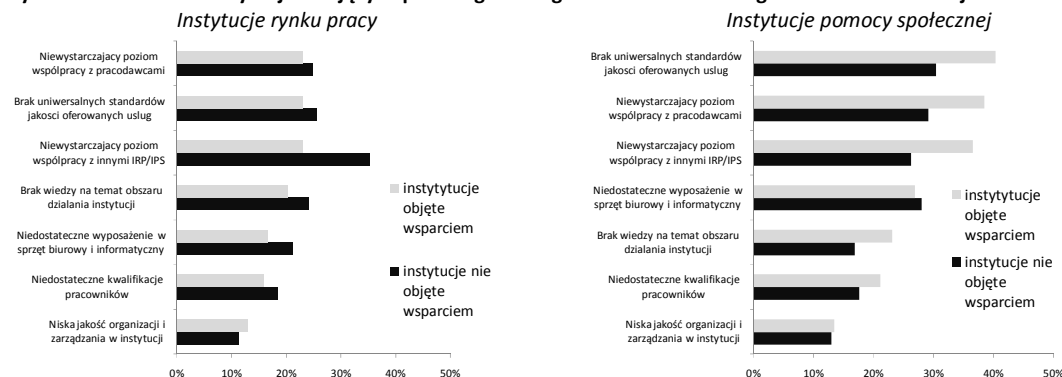 Instytucje rynku pracy
Niewystarczajacy poziom
współpracy z pracodawcami
Brak uniwersalnych standardów
jakosci oferowanych uslug
Niewystarczajacy poziom
współpracy z innymi IRP/IPS
Brak wiedzy na temat obszaru
dzialania instytucji
Niedostateczne wyposażenie w
sprzęt biurowy i informatyczny
Niedostateczne kwalifikacje
pracowników
Niska jakość organizacji i
zarządzania w instytucji
0% 10% 20% 30% 40% 50%
instytytucje
objęte
wsparciem
instytucje nie
objęte
wsparciem
Instytucje pomocy społecznej
Brak uniwersalnych standardów
jakosci oferowanych usług
Niewystarczajacy poziom
współpracy z pracodawcami
Niewystarczajacy poziom
współpracy z innymi IRP/IPS
Niedostateczne wyposażenie w
sprzęt biurowy i informatyczny
Brak wiedzy na temat obszaru
dzialania instytucji
Niedostateczne kwalifikacje
pracowników
Niska jakość organizacji i
zarządzania w instytucji
0% 10% 20% 30% 40% 50%
instytytucje
objęte
wsparciem
instytucje nie
objęte
wsparciem